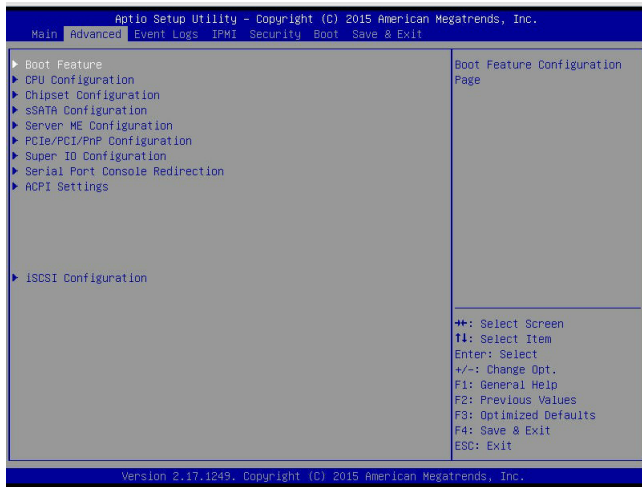 Aptio Setup Utility – Copyright (C) 2015 American Megatrends, Inc.
Main Advanced Event Logs IPMI Security Boot Save & Exit
Boot Feature
CPU Configuration
Chipset Configuration
sSATA Configuration
Server ME Configuration
PCIe/PCI/PnP Configuration
Super IO Configuration
Serial Port Console Redirection
ACPI Settings
iSCSI Configuration
Boot Feature Configuration
Page
→←: Select Screen
↑↓: Select Item
Enter: Select
+/-: Change Opt.
F1: General Help
F2: Previous Values
F3: Optimized Defaults
F4: Save & Exit
ESC: Exit
Version 2.17.1249. Copyright (C) 2015 American Megatrends, Inc.